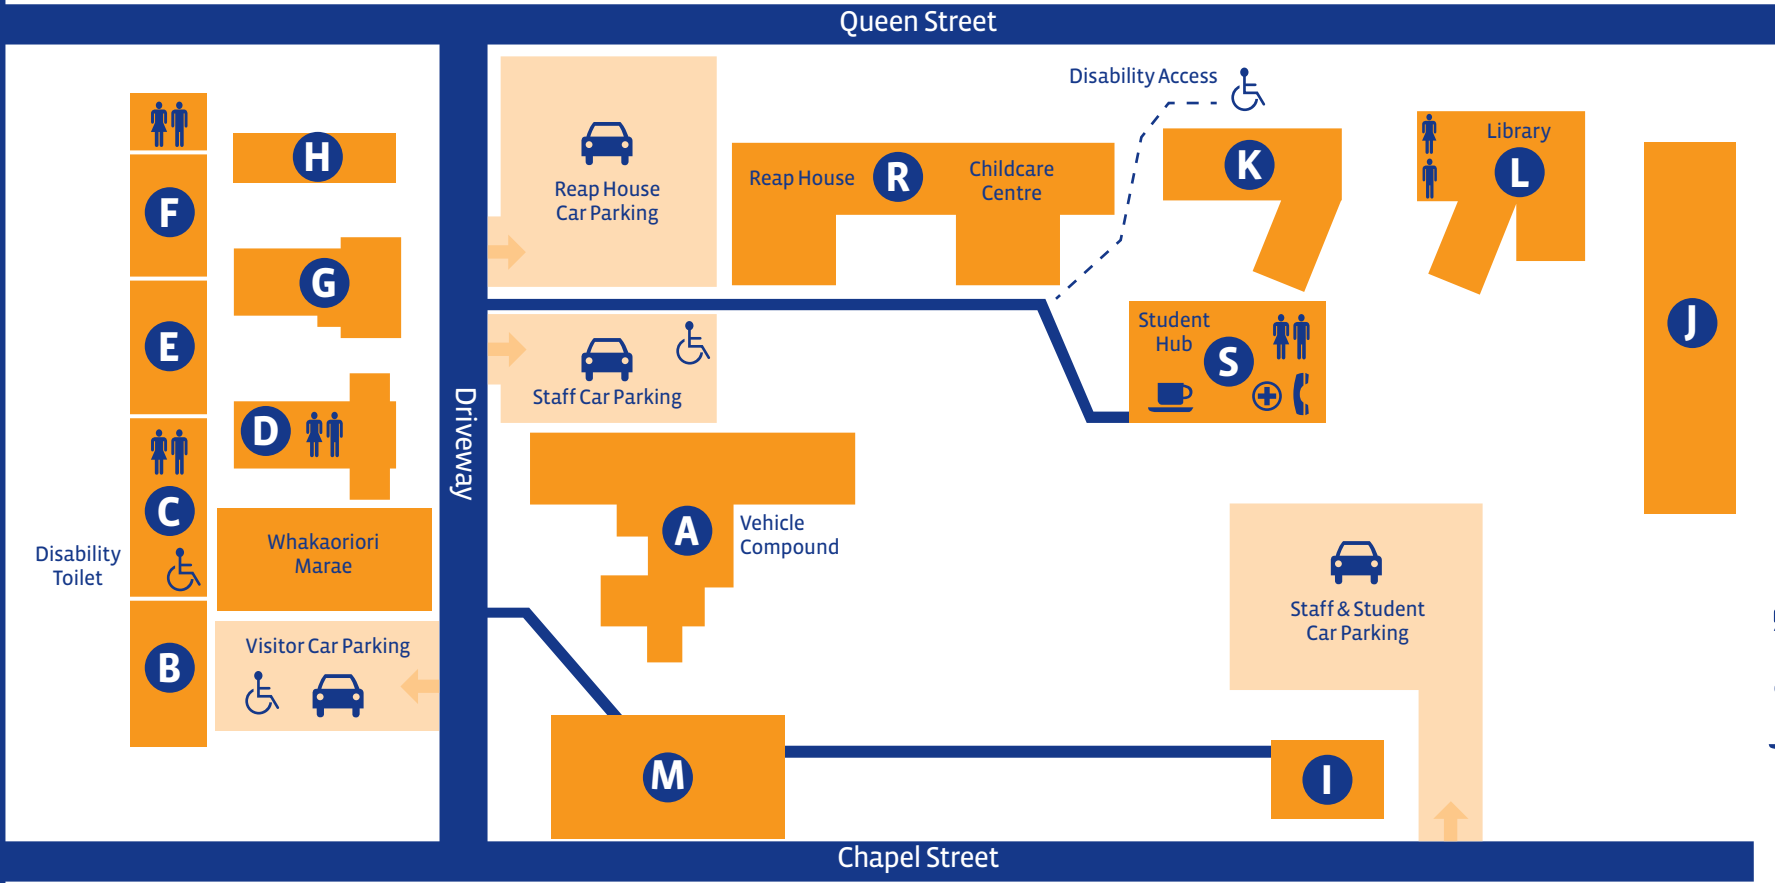 Queen Street
Disability Access
H
F
Reap House
Car Parking
Reap House
R
Childcare
Centre
K
Library
L
G
E
Student
Hub
S
J
Staff Car Parking
Driveway
D
C
A
Vehicle
Compound
Whakaoriori
Marae
Disability
Toilet
Staff & Student
Car Parking
Visitor Car Parking
B
M
I
Chapel Street